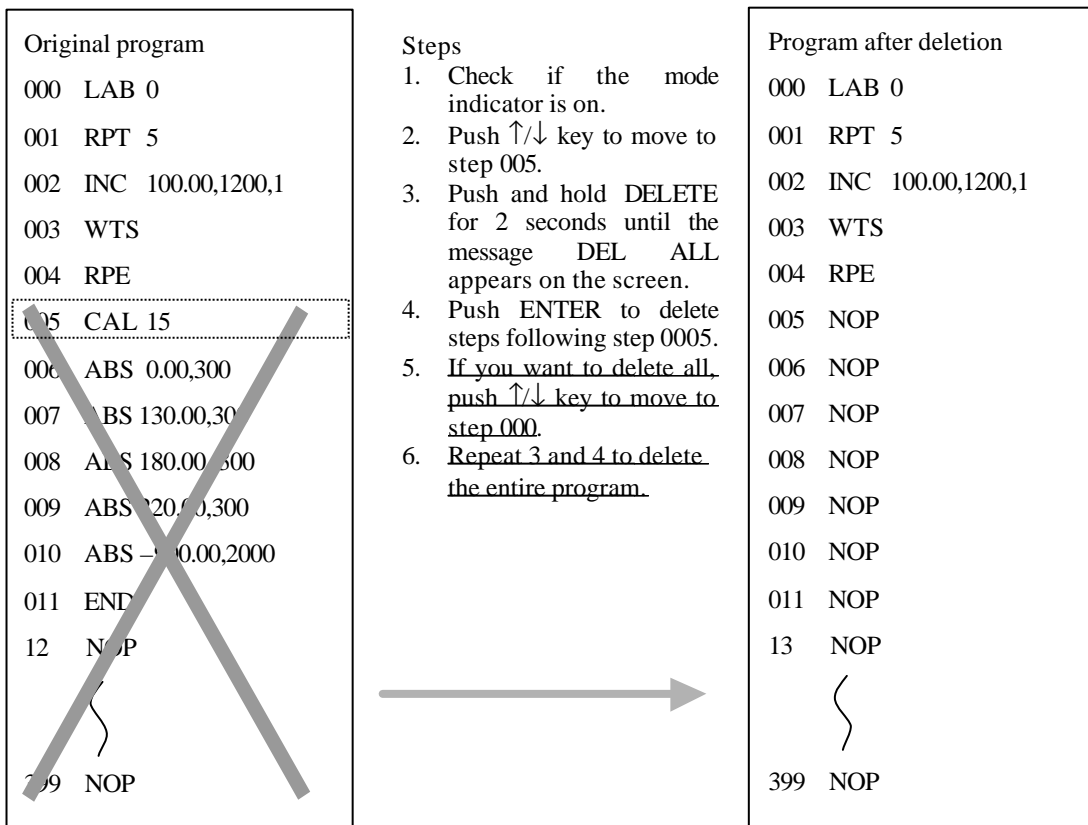 Original program
000 LAB 0
001 RPT 5
002 INC 100.00,1200,1
003 WTS
004 RPE
005 CAL 15
006 ABS 0.00,300
007 ABS 130.00,300
008 ABS 180.00,300
009 ABS
010 ABS
011 END
12 NOP
399 NOP
Steps
1. Check if the mode
indicator is on.
2. Push ↑/↓ key to move to
step 005.
3. Push and hold DELETE
for 2 seconds until the
message DEL ALL
appears on the screen.
4. Push ENTER to delete
steps following step 0005.
5. If you want to delete all,
push ↑/↓ key to move to
step 000.
6. Repeat 3 and 4 to delete
the entire program.
Program after deletion
000 LAB 0
001 RPT 5
002 INC 100.00,1200,1
003 WTS
004 RPE
005 NOP
006 NOP
007 NOP
008 NOP
009 NOP
010 NOP
011 NOP
13 NOP
399 NOP